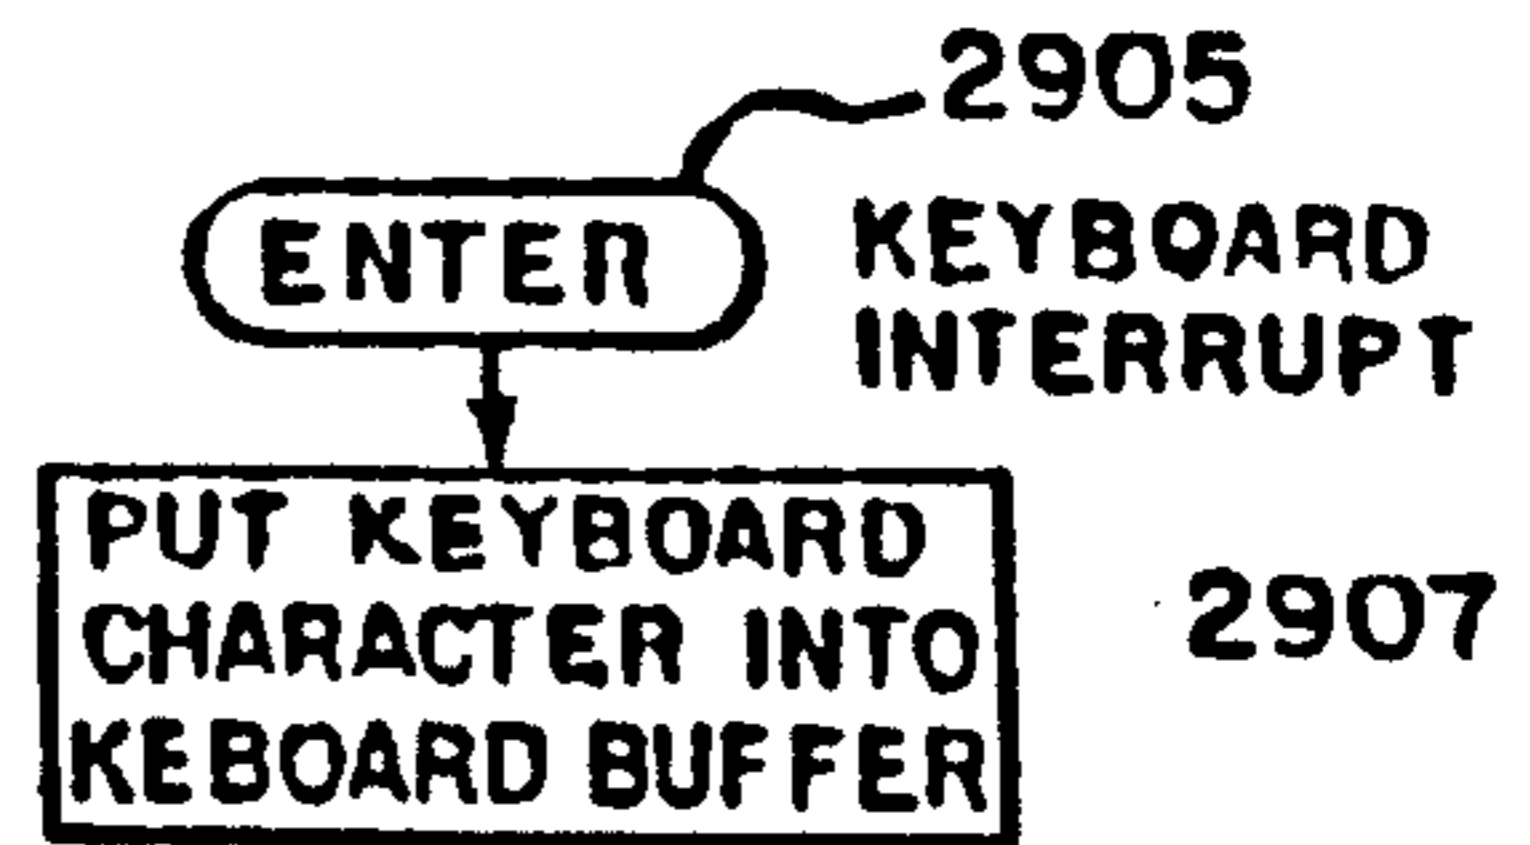 2905
ENTER
KEYBOARD
INTERRUPT
PUT KEYBOARD
CHARACTER INTO
KEBOARD BUFFER
2907